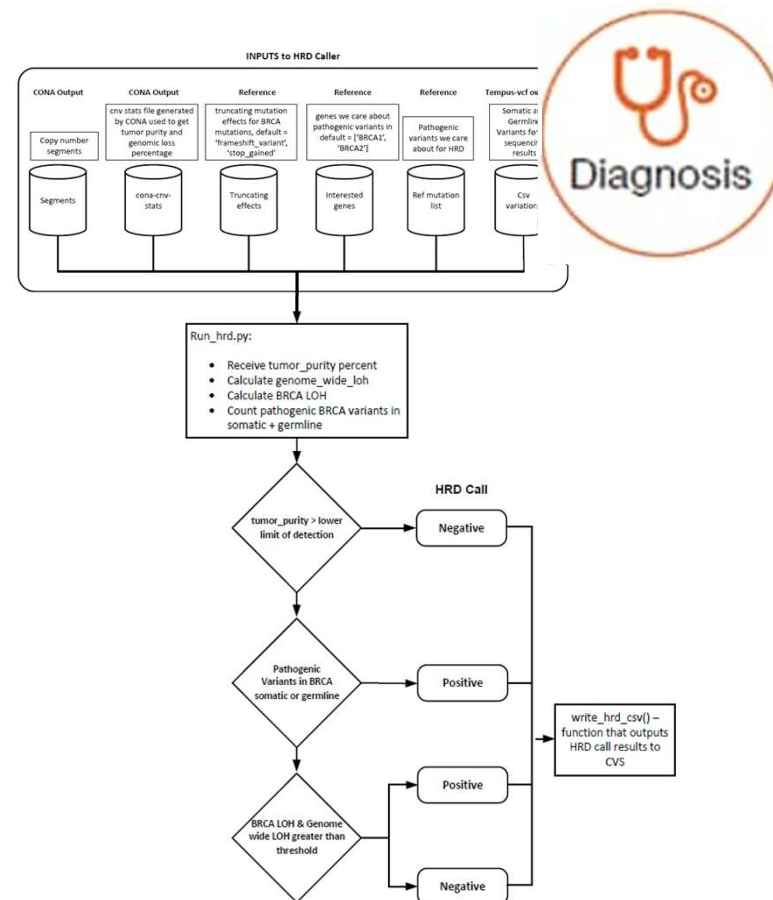 INPUTS to HRD Caller
CONA Output
Copy number
segments
Segments
CONA Output
cnv stats file generated
by CONA used to get
tumor purity and
genomic loss
percentage
cona-cnv-
stats
Reference
truncating mutation
effects for BRCA
mutations, default =
‘frameshift_variant’,
‘stop_gained’
Truncating
effects
Reference
genes we care about
pathogenic variants in
default = [‘BRCA1’,
‘BRCA2’]
Interested
genes
Reference
Pathogenic
variants we care
about for HRD
Ref mutation
list
Tempus-vcf
Somatic
Variants
results
Csv
Diagnosis
Run_hrd.py:
• Receive tumor_purity percent
• Calculate genome_wide_loh
• Calculate BRCA LOH
• Count pathogenic BRCA variants in
somatic + germline
HRD Call
tumor_purity > lower
limit of detection
Negative
Pathogenic
Variants in BRCA
somatic or germline
Positive
BRCA LOH & Genome
wide LOH greater than
threshold
Positive
Negative
write_hrd_csv() –
function that outputs
HRD call results to
CVS